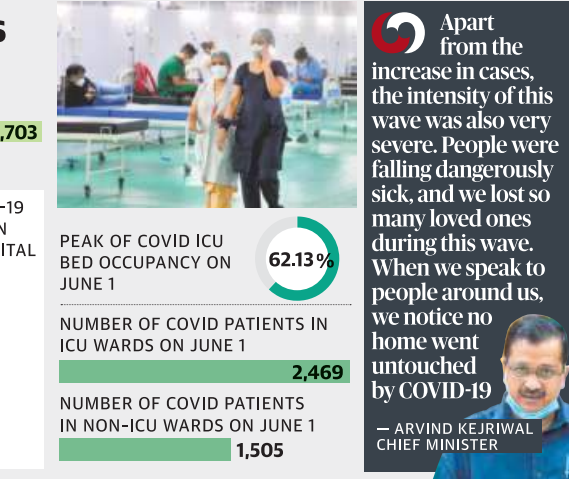 S
,703
-19
N
ITAL
PEAK OF COVID ICU
BED OCCUPANCY ON
JUNE 1
62.13%
NUMBER OF COVID PATIENTS IN
ICU WARDS ON JUNE 1
2,469
NUMBER OF COVID PATIENTS
IN NON-ICU WARDS ON JUNE 1
1,505
Apart
from the
increase in cases,
the intensity of this
wave was also very
severe. People were
falling dangerously
sick, and we lost so
many loved ones
during this wave.
When we speak to
people around us,
we notice no
home went
untouched
by COVID-19
— ARVIND KEJRIWAL
CHIEF MINISTER